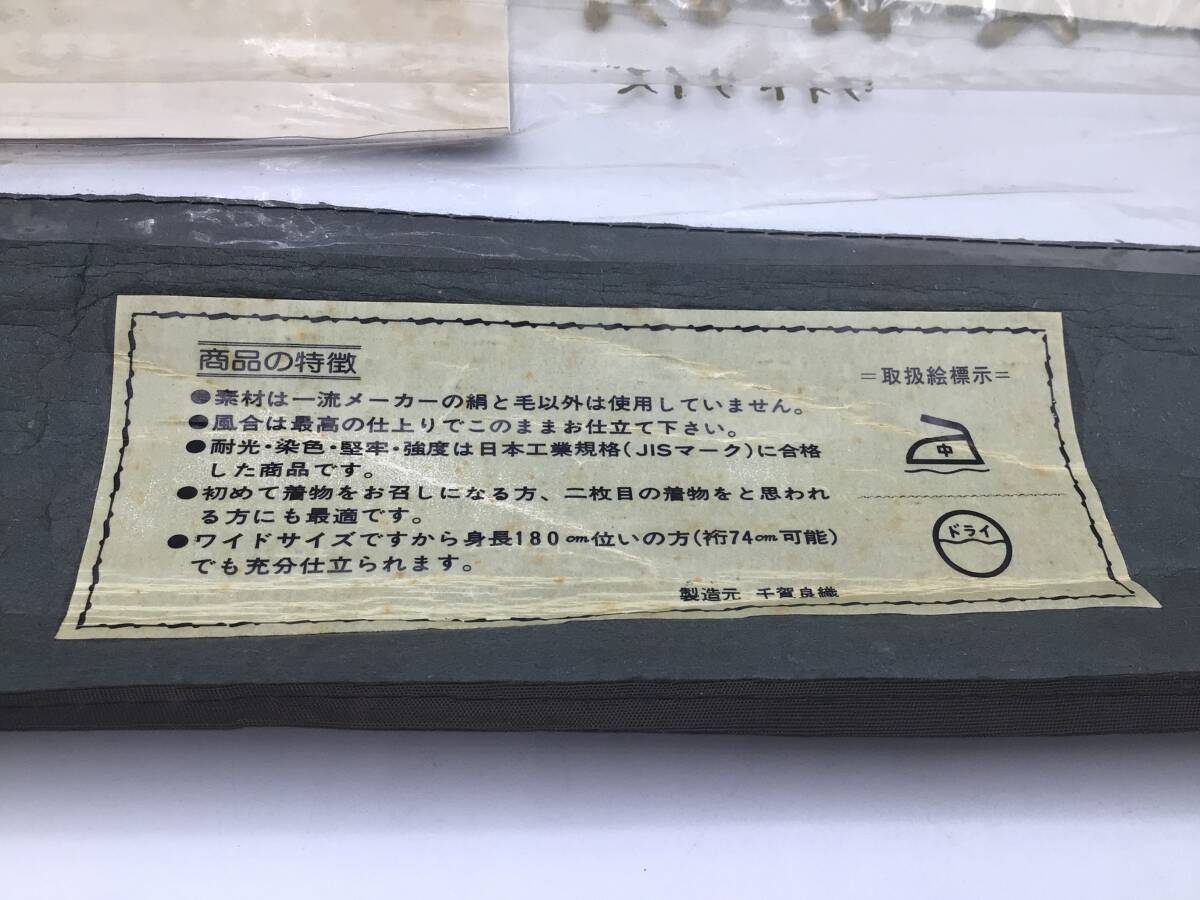 ワイドサイズ
商品の特徴
●素材は一流メーカーの絹と毛以外は使用していません。
●風合は最高の仕上りでこのままお仕立て下さい。
●耐光・染色・堅牢・強度は日本工業規格(JISマーク)に合格
した商品です。
●初めて着物をお召しになる方、二枚目の着物をと思われ
る方にも最適です。
●ワイドサイズですから身長180㎝位いの方(裄74㎝可能)
でも充分仕立られます。
製造元 千賀良織
=取扱絵標示=
中
ドライ